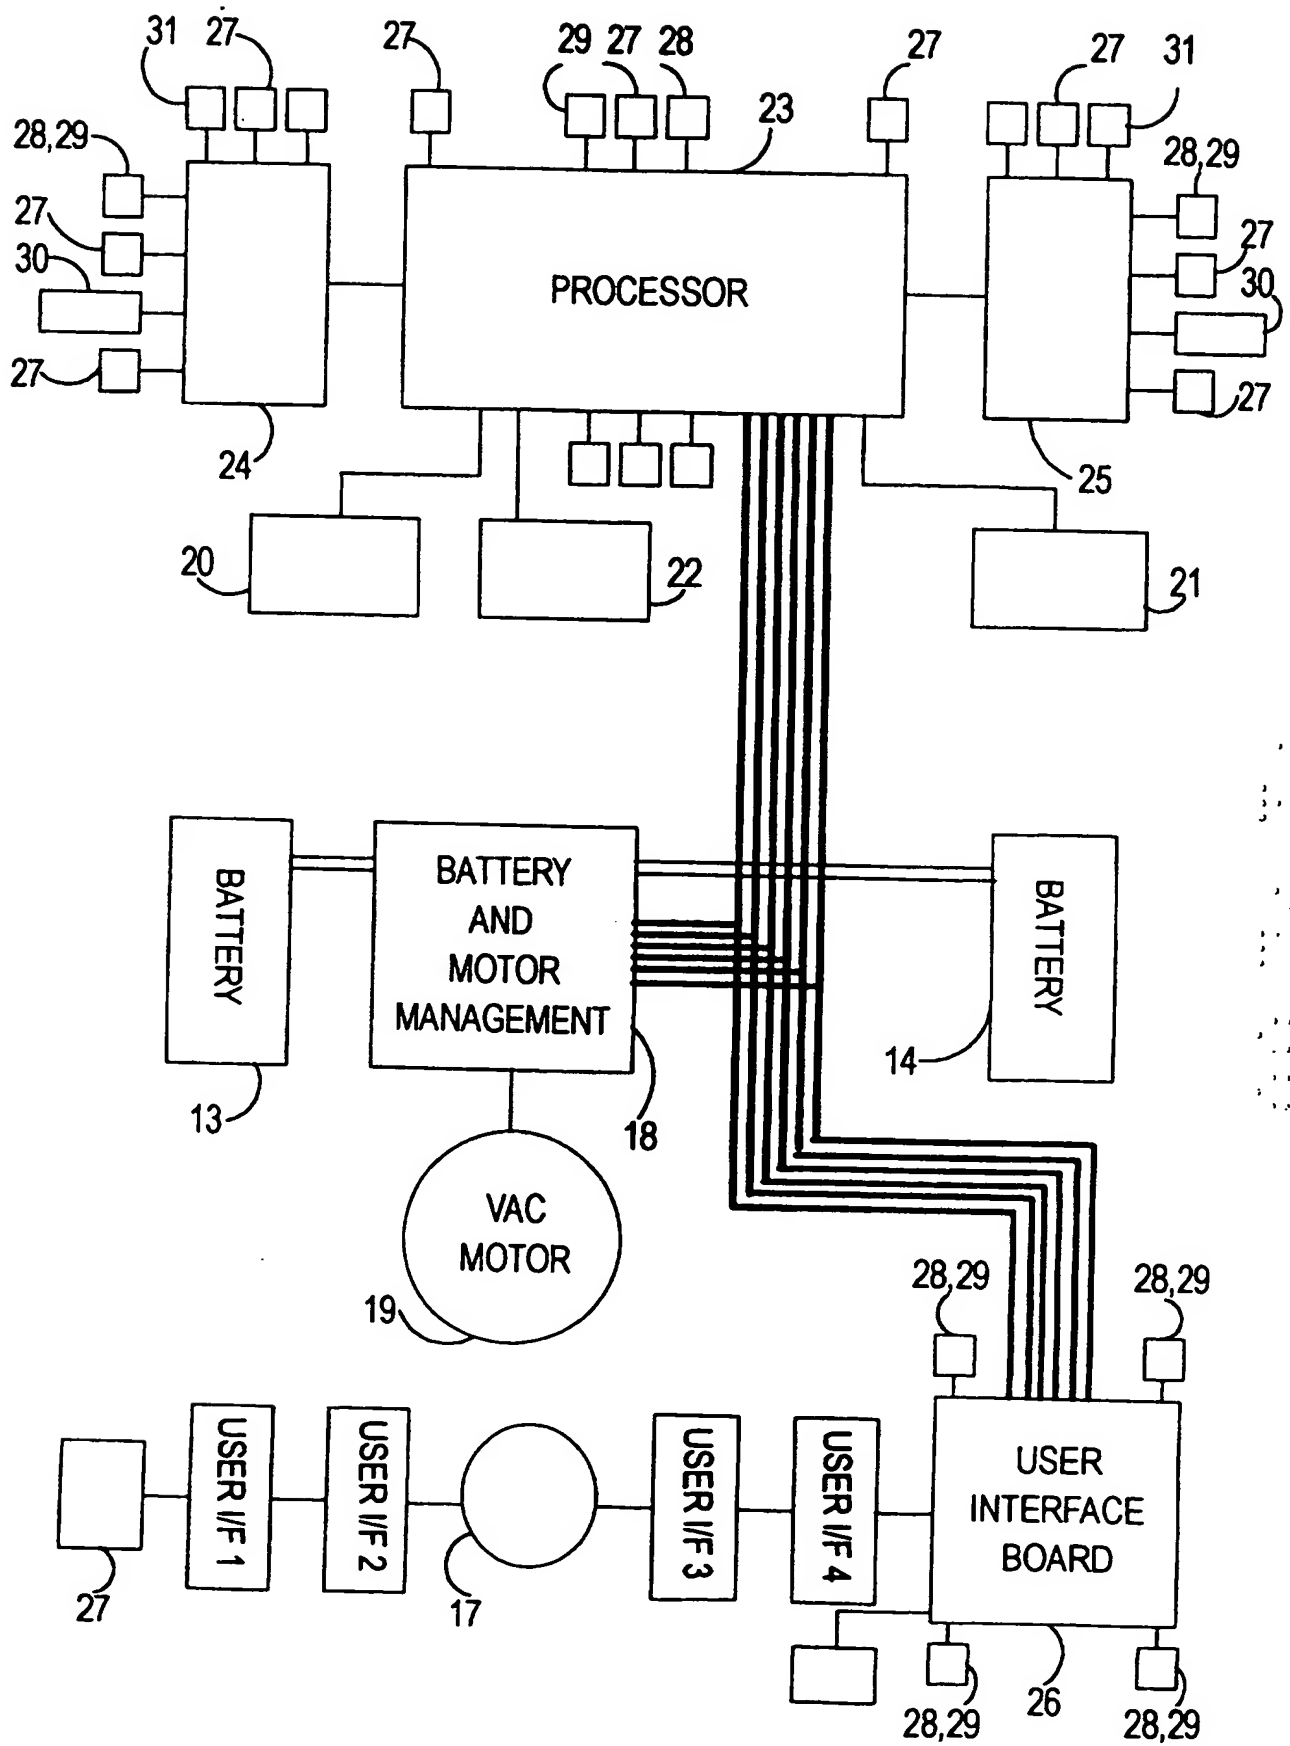 31
27
27
29
27
28
27
27
31
23
28,29
28,29
27
27
30
30
PROCESSOR
27
27
24
25
20
22
21
BATTERY
BATTERY
AND
MOTOR
MANAGEMENT
BATTERY
13
18
14
VAC
MOTOR
19
28,29
28,29
USER I/F 1
USER I/F 2
USER I/F 3
USER I/F 4
USER
INTERFACE
BOARD
27
17
26
28,29
28,29